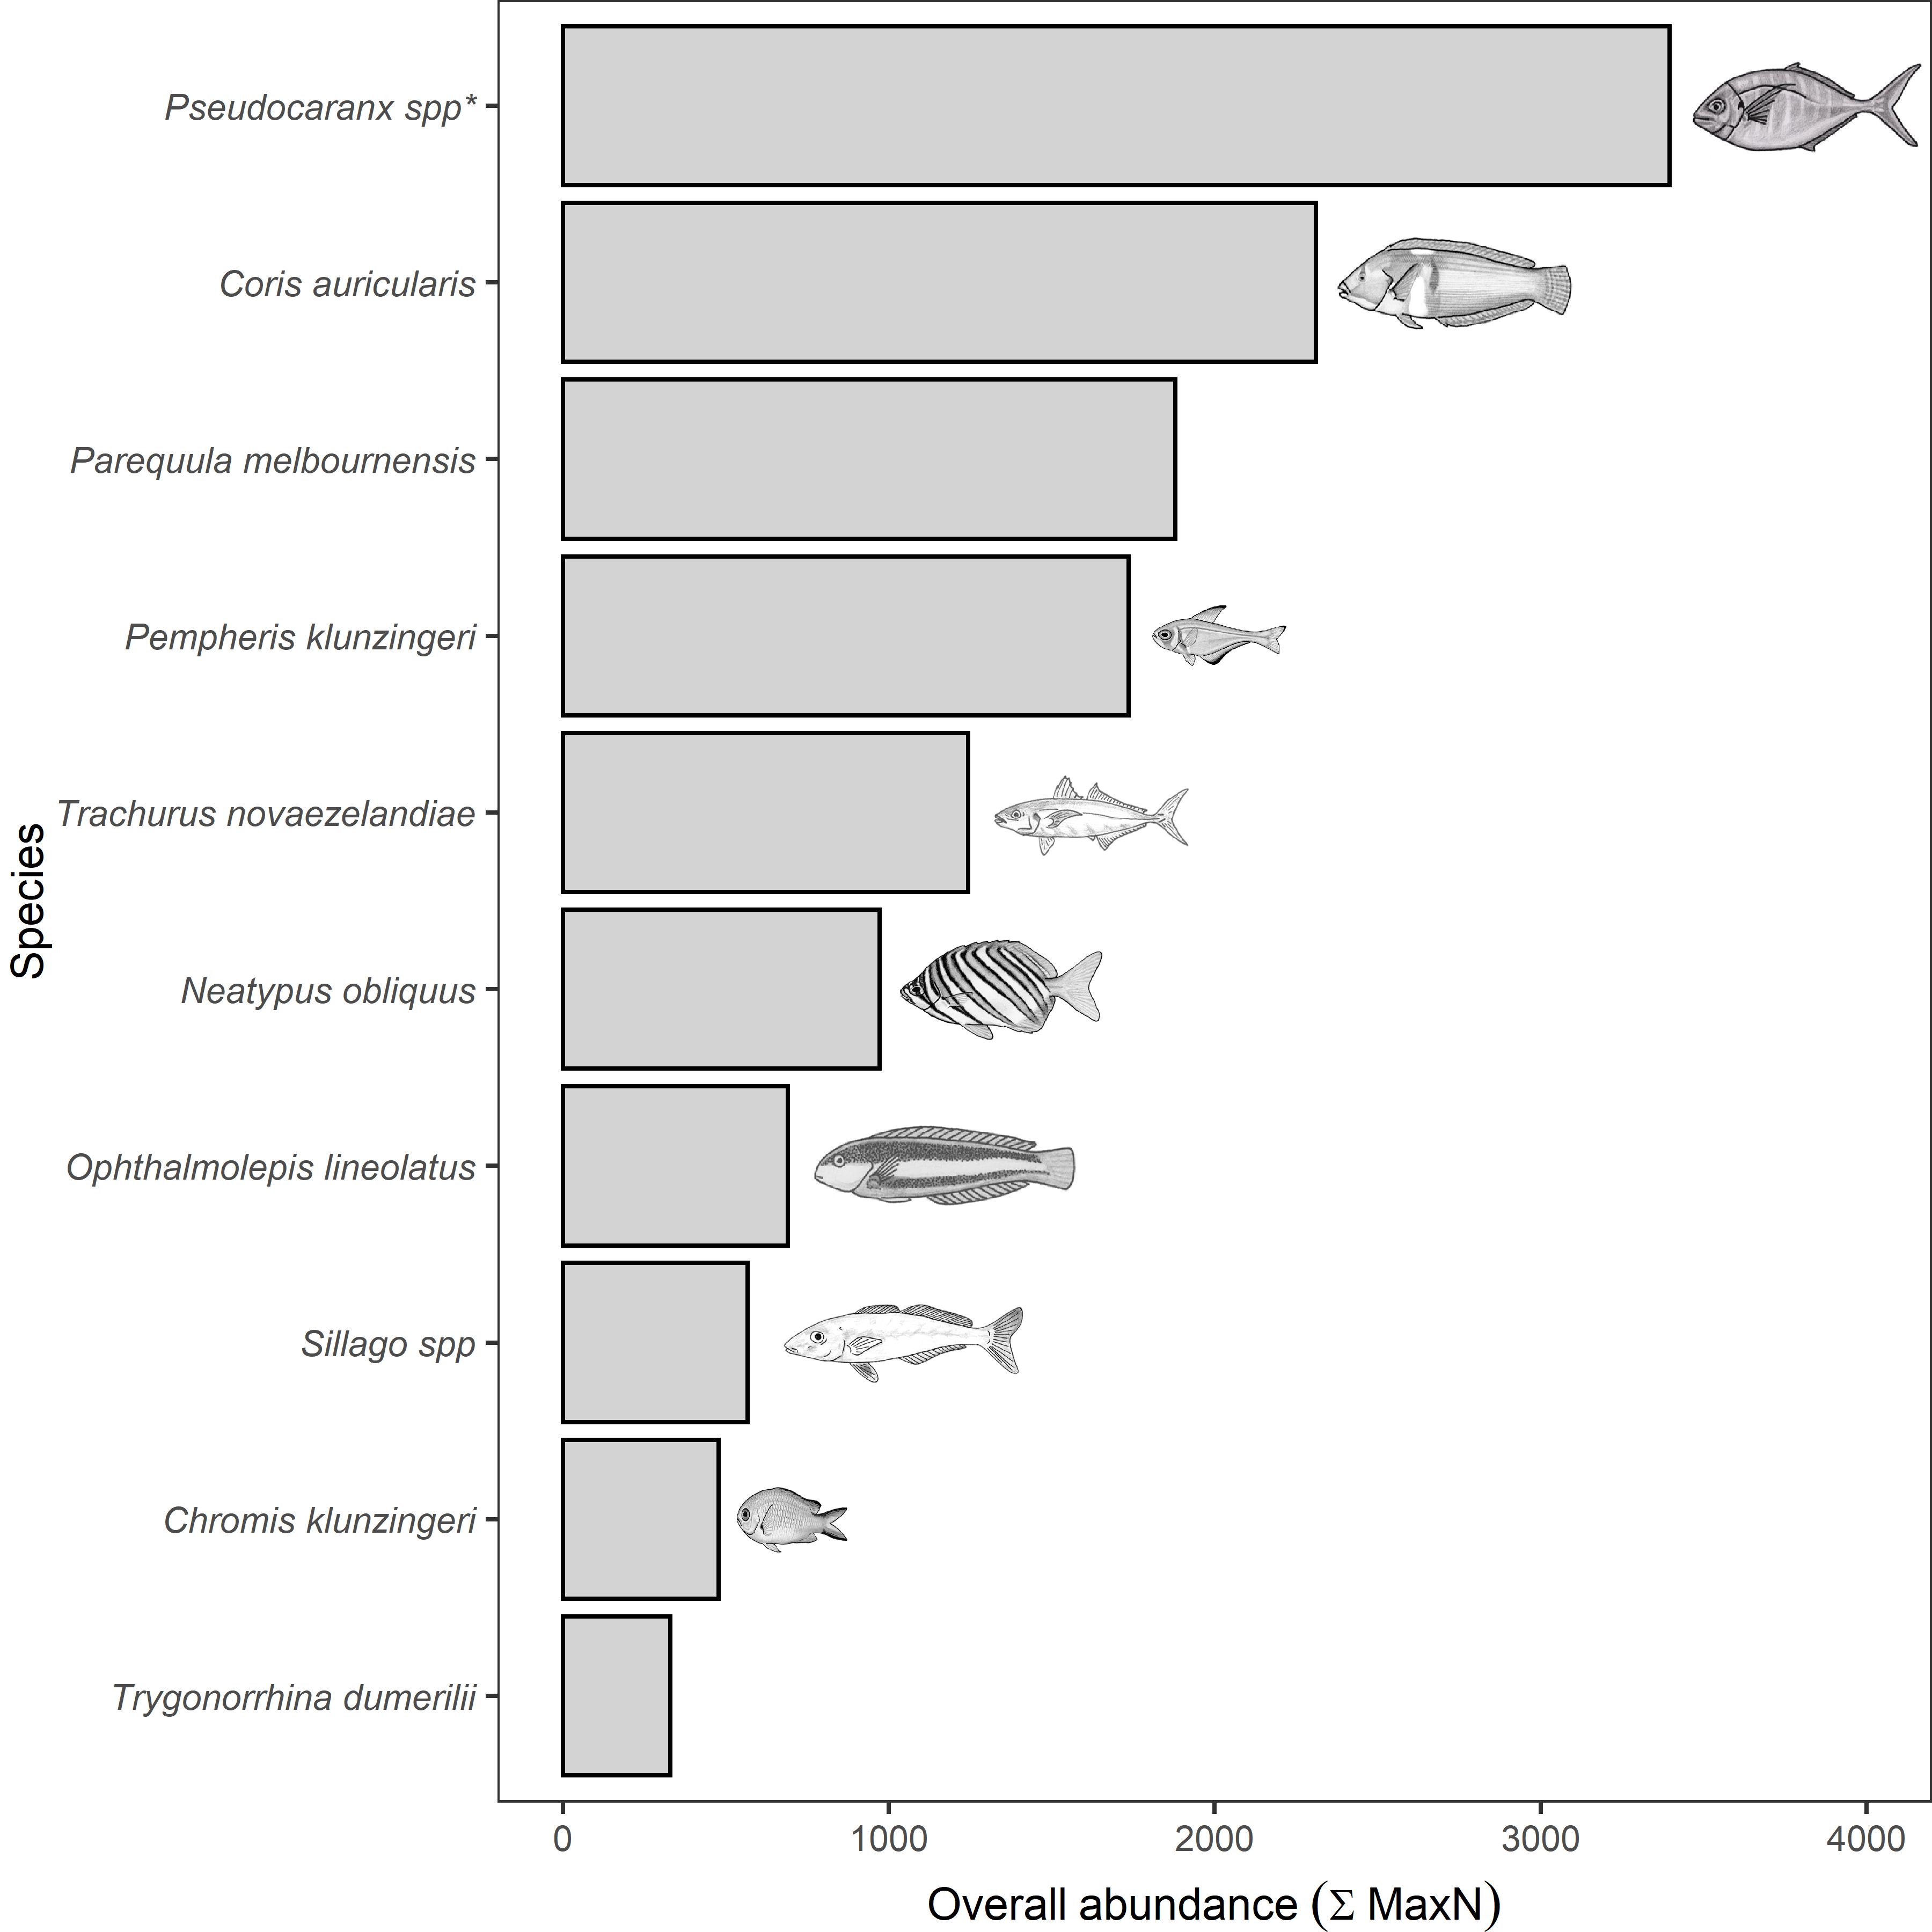 Pseudocaranx spp*
Coris auricularis
Parequula melbournensis
Pempheris klunzingeri
Trachurus novaezelandiae
Neatypus obliquus
Ophthalmolepis lineolatus
Sillago spp
Chromis klunzingeri
Trygonorrhina dumerilii
Species
0 1000 2000 3000 4000
Overall abundance (Σ MaxN)